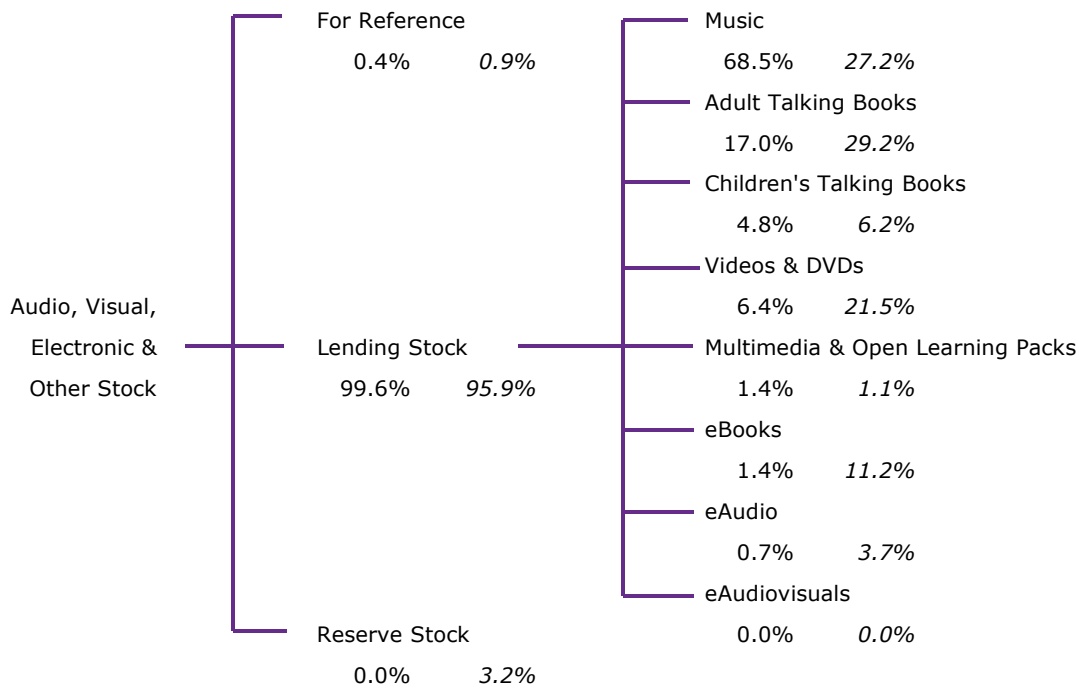 Audio, Visual,
Electronic &
Other Stock
For Reference
0.4% 0.9%
Lending Stock
99.6% 95.9%
Reserve Stock
0.0% 3.2%
Music
68.5% 27.2%
Adult Talking Books
17.0% 29.2%
Children's Talking Books
4.8% 6.2%
Videos & DVDs
6.4% 21.5%
Multimedia & Open Learning Packs
1.4% 1.1%
eBooks
1.4% 11.2%
eAudio
0.7% 3.7%
eAudiovisuals
0.0% 0.0%